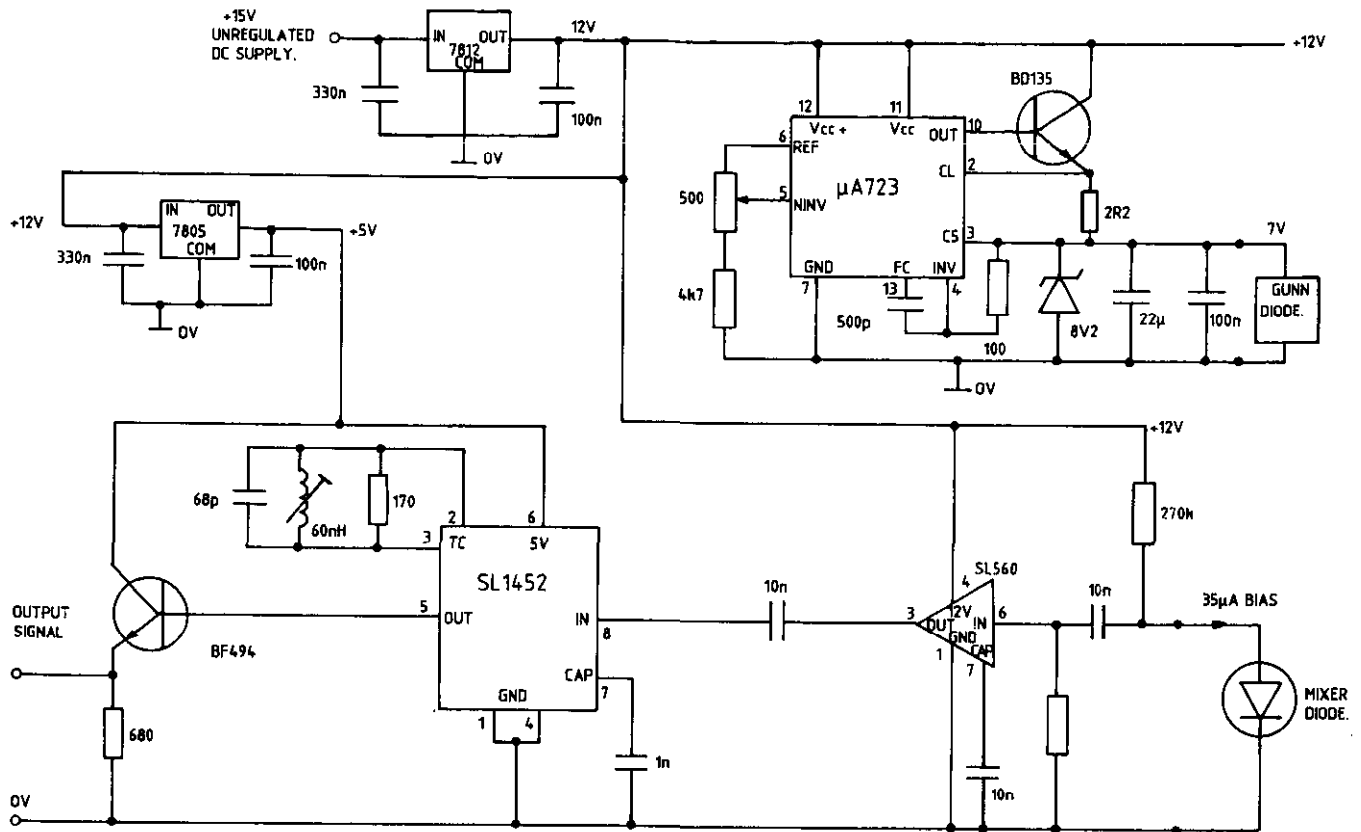 +15V
UNREGULATED
DC SUPPLY.
IN OUT
7812
COM
12V
+12V
330n
100n
0V
BD135
12
11
Vcc +
Vcc
OUT
10
6
REF
CL
2
µA723
500
5
NINV
2R2
CS
3
7V
GND
FC
INV
7
13
4
4k7
500p
100
8V2
22µ
100n
GUNN
DIODE.
0V
+12V
IN OUT
7805
COM
+5V
330n
100n
0V
+12V
68p
60nH
170
2
6
3
TC
5V
SL1452
270k
SL560
4
10n
3
12V
OUT
IN
6
GND
CAP
1
7
10n
35µA BIAS
OUTPUT
SIGNAL
5
OUT
IN
8
BF494
CAP
7
GND
1
4
MIXER
DIODE.
680
1n
10n
0V